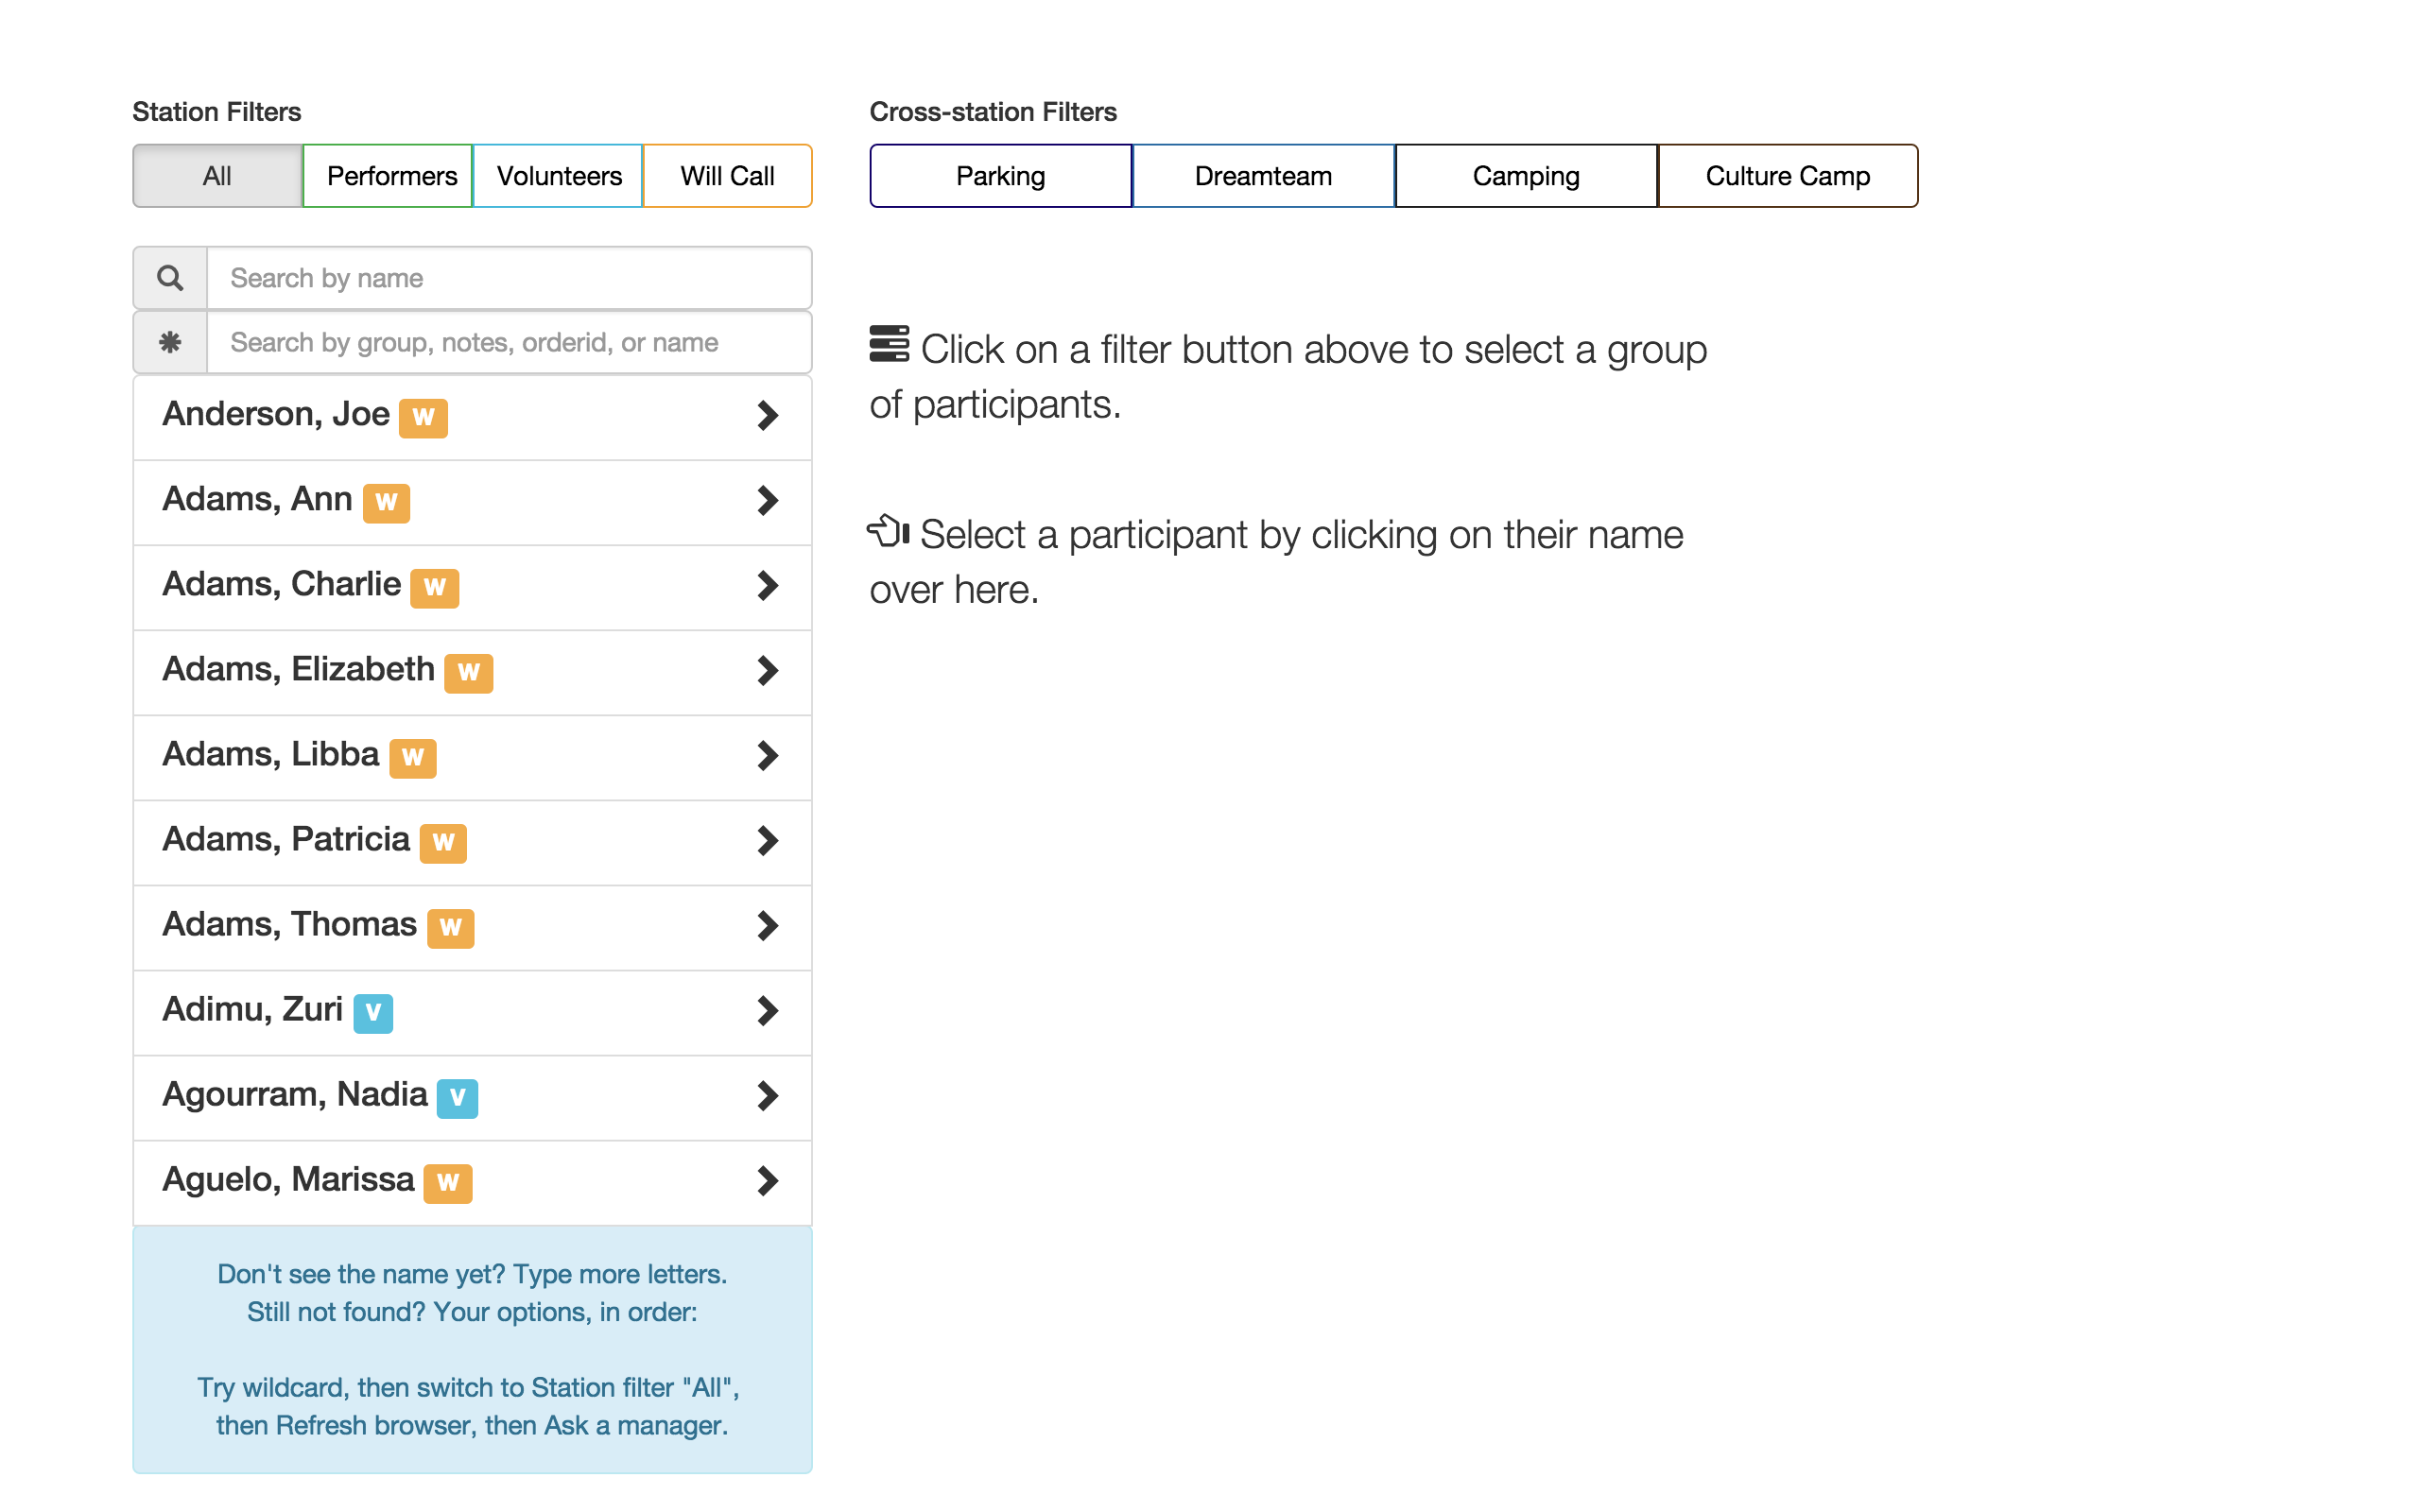 Station Filters
All Performers Volunteers Will Call
Search by name
Search by group, notes, orderid, or name
Anderson, Joe W
Adams, Ann W
Adams, Charlie W
Adams, Elizabeth W
Adams, Libba W
Adams, Patricia W
Adams, Thomas W
Adimu, Zuri V
Agourram, Nadia V
Aguelo, Marissa W
Don't see the name yet? Type more letters.
Still not found? Your options, in order:
Try wildcard, then switch to Station filter "All",
then Refresh browser, then Ask a manager.
Cross-station Filters
Parking Dreamteam Camping Culture Camp
Click on a filter button above to select a group
of participants.
Select a participant by clicking on their name
over here.